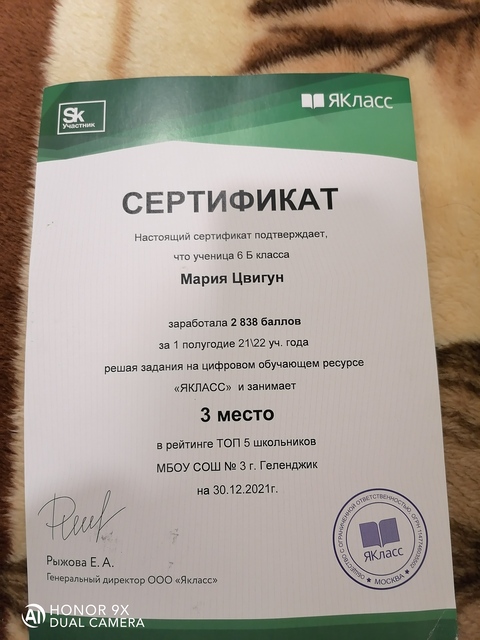 Sk
Участник
ЯКласс
СЕРТИФИКАТ
Настоящий сертификат подтверждает,
что ученица 6 Б класса
Мария Цвигун
заработала 2 838 баллов
за 1 полугодие 21\22 уч. года
решая задания на цифровом обучающем ресурсе
«ЯКЛАСС» и занимает
3 место
в рейтинге ТОП 5 школьников
МБОУ СОШ № 3 г. Геленджик
на 30.12.2021г.
Рыжова Е. А.
Генеральный директор ООО «Якласс»
ОБЩЕСТВО С ОГРАНИЧЕННОЙ ОТВЕТСТВЕННОСТЬЮ
ЯКласс
МОСКВА
HONOR 9X
DUAL CAMERA